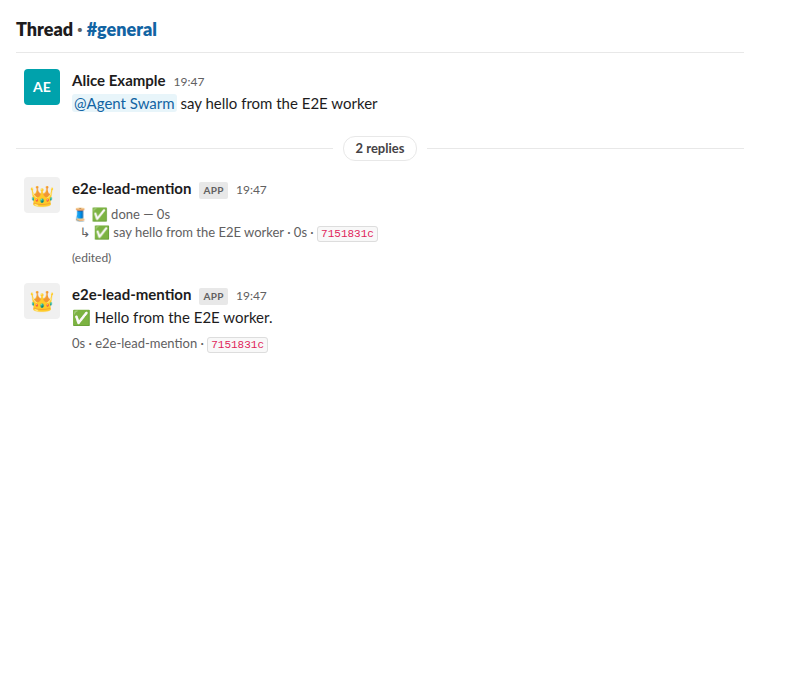 Thread • #general
AE
Alice Example 19:47
@Agent Swarm say hello from the E2E worker
2 replies
e2e-lead-mention APP 19:47
🧵 ✅ done — 0s
↳ ✅ say hello from the E2E worker · 0s · 7151831c
(edited)
e2e-lead-mention APP 19:47
✅ Hello from the E2E worker.
0s · e2e-lead-mention · 7151831c